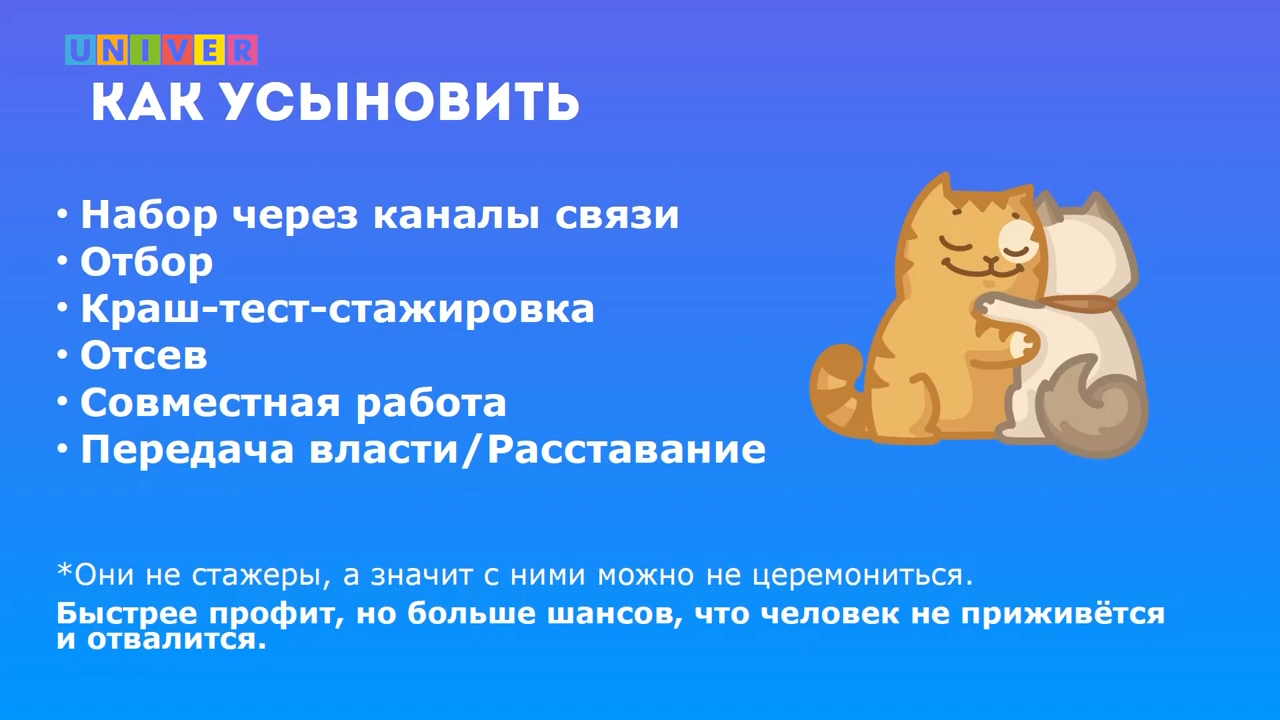 UNIVER
КАК УСЫНОВИТЬ
• Набор через каналы связи
• Отбор
• Краш-тест-стажировка
• Отсев
• Совместная работа
• Передача власти/Расставание
*Они не стажеры, а значит с ними можно не церемониться.
Быстрее профит, но больше шансов, что человек не приживётся
и отвалится.